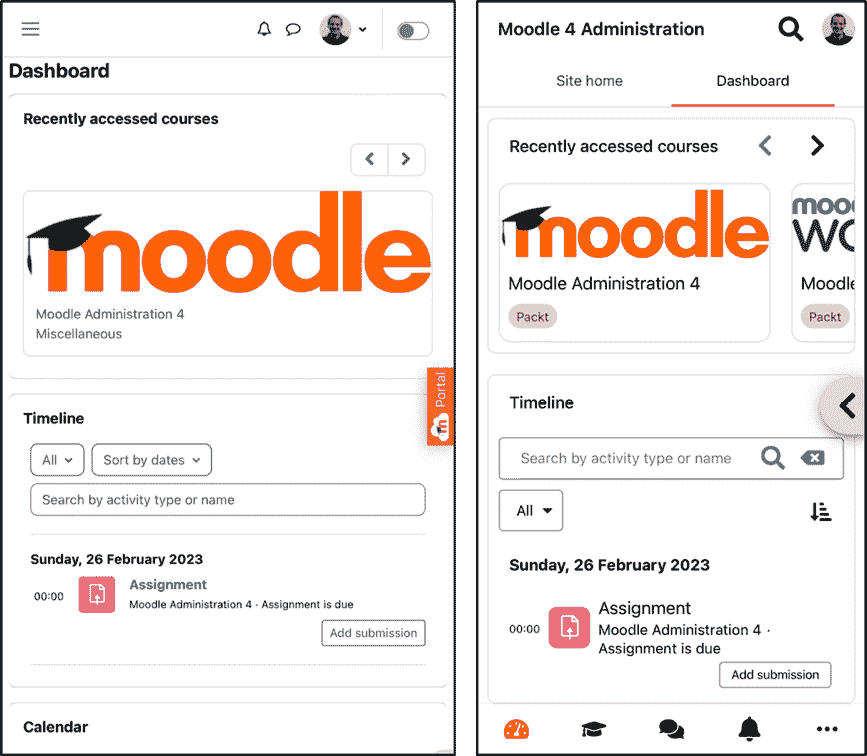 Dashboard
Recently accessed courses
moodle
Moodle Administration 4
Miscellaneous
Portal
m
Timeline
All
Sort by dates
Search by activity type or name
Sunday, 26 February 2023
00:00
Assignment
Moodle Administration 4 · Assignment is due
Add submission
Calendar
Moodle 4 Administration
Site home
Dashboard
Recently accessed courses
moodle
Moodle Administration 4
Packt
moo
WO
Moodle
Packt
Timeline
Search by activity type or name
All
Sunday, 26 February 2023
00:00
Assignment
Moodle Administration 4 ·
Assignment is due
Add submission